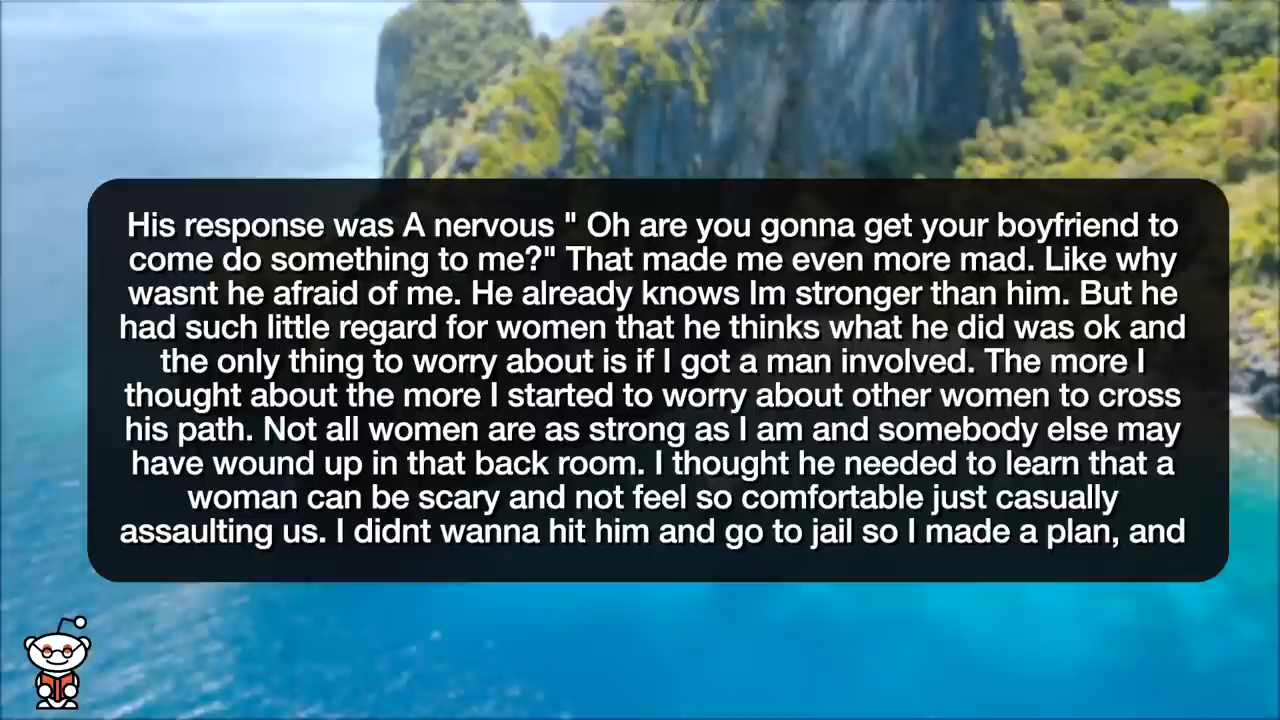 His response was A nervous " Oh are you gonna get your boyfriend to
come do something to me?" That made me even more mad. Like why
wasnt he afraid of me. He already knows Im stronger than him. But he
had such little regard for women that he thinks what he did was ok and
the only thing to worry about is if I got a man involved. The more I
thought about the more I started to worry about other women to cross
his path. Not all women are as strong as I am and somebody else may
have wound up in that back room. I thought he needed to learn that a
woman can be scary and not feel so comfortable just casually
assaulting us. I didnt wanna hit him and go to jail so I made a plan, and